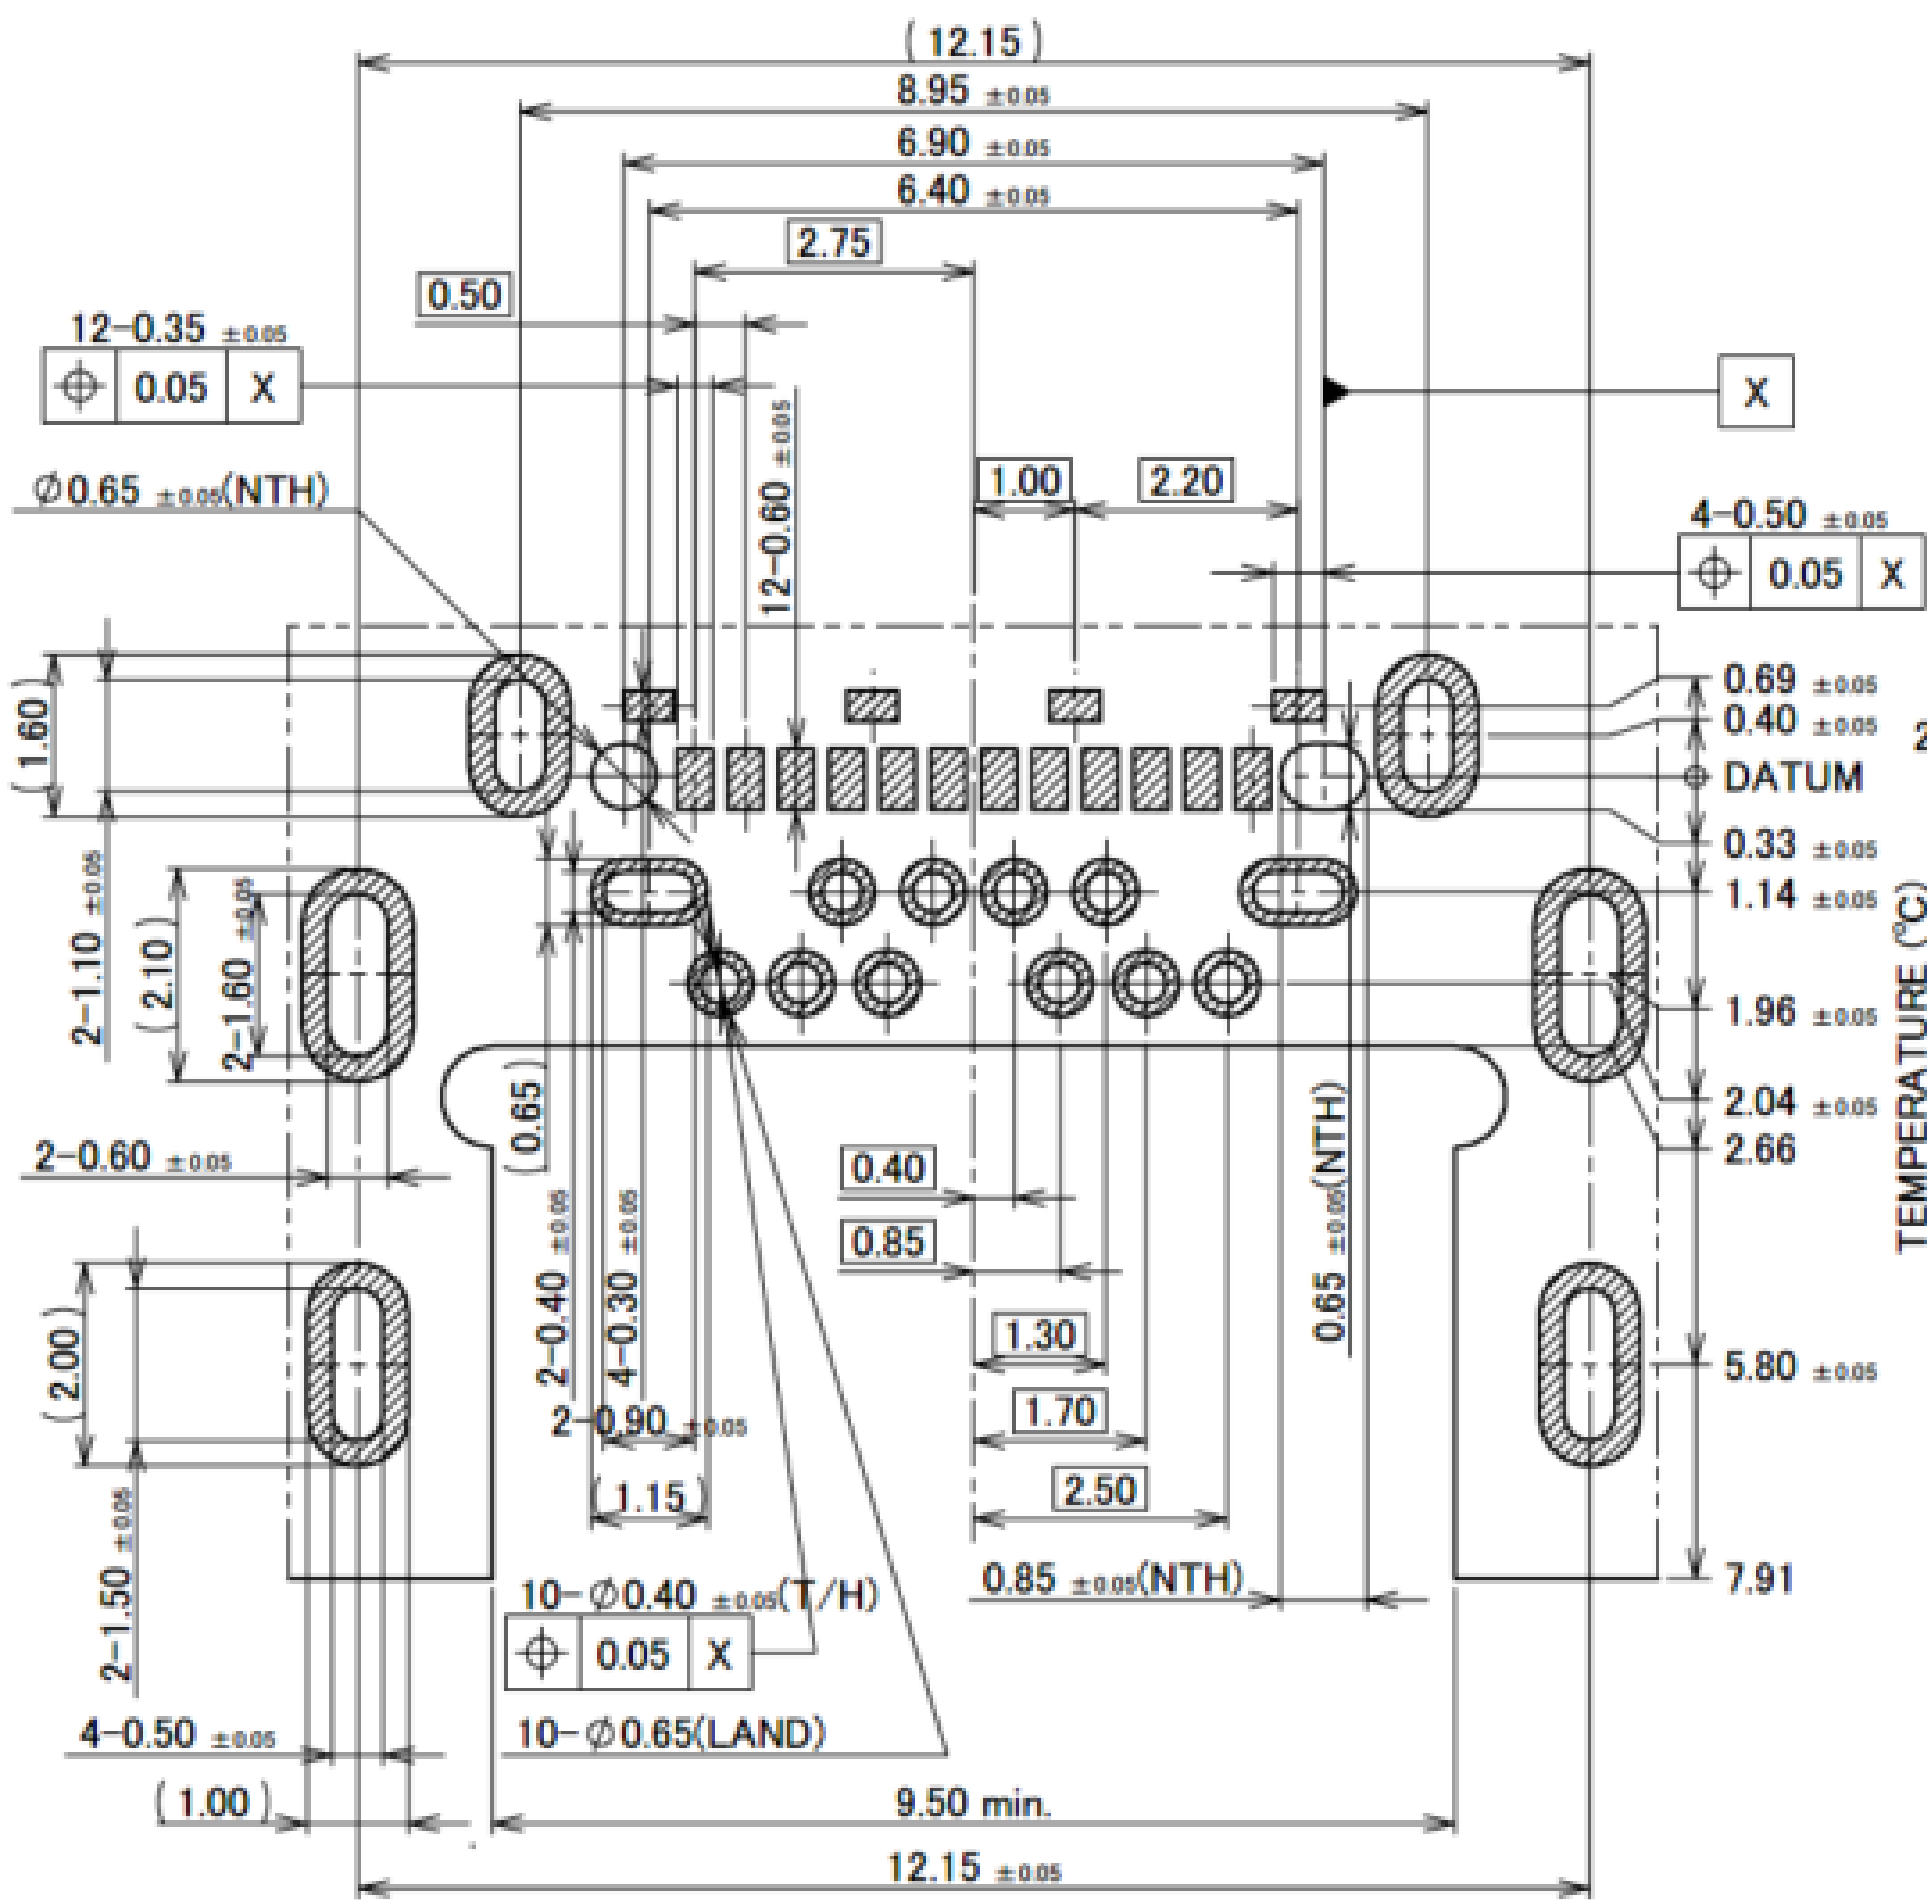 ( 12.15 )
8.95 ±0.05
6.90 ±0.05
6.40 ±0.05
2.75
0.50
12-0.35 ±0.05
⌖ 0.05 X
X
12-0.60 ±0.05
∅0.65 ±0.05(NTH)
1.00
2.20
4-0.50 ±0.05
⌖ 0.05 X
0.69 ±0.05
0.40 ±0.05
DATUM
0.33 ±0.05
1.14 ±0.05
1.96 ±0.05
2.04 ±0.05
2.66
5.80 ±0.05
7.91
2
TEMPERATURE (℃)
( 1.60 )
2-1.10 ±0.05
( 2.10 )
2-1.60 ±0.05
2-0.60 ±0.05
( 0.65 )
0.40
0.85
0.65 ±0.05(NTH)
2-0.40 ±0.05
4-0.30 ±0.05
1.30
( 2.00 )
2-0.90 ±0.05
1.70
( 1.15 )
2.50
2-1.50 ±0.05
10-∅0.40 ±0.05(T/H)
0.85 ±0.05(NTH)
⌖ 0.05 X
4-0.50 ±0.05
10-∅0.65(LAND)
( 1.00 )
9.50 min.
12.15 ±0.05